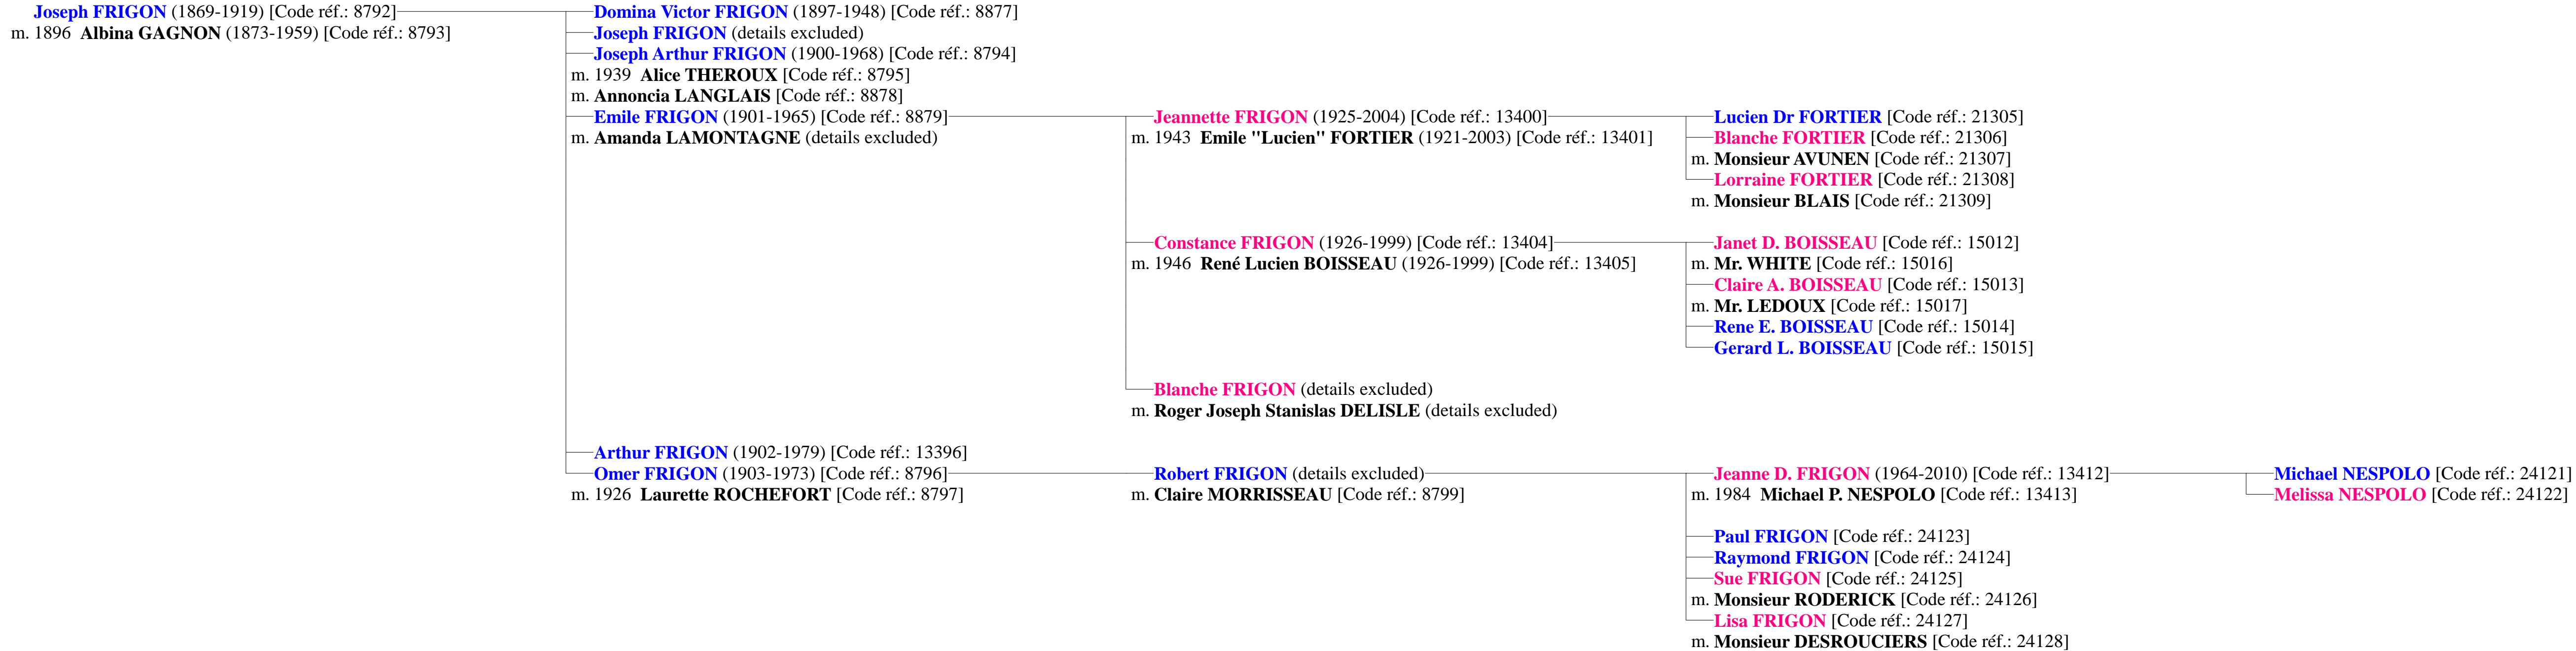 Joseph FRIGON (1869-1919) [Code réf.: 8792]
m. 1896 Albina GAGNON (1873-1959) [Code réf.: 8793]
Domina Victor FRIGON (1897-1948) [Code réf.: 8877]
Joseph FRIGON (details excluded)
Joseph Arthur FRIGON (1900-1968) [Code réf.: 8794]
m. 1939 Alice THEROUX [Code réf.: 8795]
m. Annoncia LANGLAIS [Code réf.: 8878]
Emile FRIGON (1901-1965) [Code réf.: 8879]
m. Amanda LAMONTAGNE (details excluded)
Jeannette FRIGON (1925-2004) [Code réf.: 13400]
m. 1943 Emile "Lucien" FORTIER (1921-2003) [Code réf.: 13401]
Lucien Dr FORTIER [Code réf.: 21305]
Blanche FORTIER [Code réf.: 21306]
m. Monsieur AVUNEN [Code réf.: 21307]
Lorraine FORTIER [Code réf.: 21308]
m. Monsieur BLAIS [Code réf.: 21309]
Constance FRIGON (1926-1999) [Code réf.: 13404]
m. 1946 René Lucien BOISSEAU (1926-1999) [Code réf.: 13405]
Janet D. BOISSEAU [Code réf.: 15012]
m. Mr. WHITE [Code réf.: 15016]
Claire A. BOISSEAU [Code réf.: 15013]
m. Mr. LEDOUX [Code réf.: 15017]
Rene E. BOISSEAU [Code réf.: 15014]
Gerard L. BOISSEAU [Code réf.: 15015]
Blanche FRIGON (details excluded)
m. Roger Joseph Stanislas DELISLE (details excluded)
Arthur FRIGON (1902-1979) [Code réf.: 13396]
Omer FRIGON (1903-1973) [Code réf.: 8796]
m. 1926 Laurette ROCHEFORT [Code réf.: 8797]
Robert FRIGON (details excluded)
m. Claire MORRISSEAU [Code réf.: 8799]
Jeanne D. FRIGON (1964-2010) [Code réf.: 13412]
m. 1984 Michael P. NESPOLO [Code réf.: 13413]
Michael NESPOLO [Code réf.: 24121]
Melissa NESPOLO [Code réf.: 24122]
Paul FRIGON [Code réf.: 24123]
Raymond FRIGON [Code réf.: 24124]
Sue FRIGON [Code réf.: 24125]
m. Monsieur RODERICK [Code réf.: 24126]
Lisa FRIGON [Code réf.: 24127]
m. Monsieur DESROUCIERS [Code réf.: 24128]